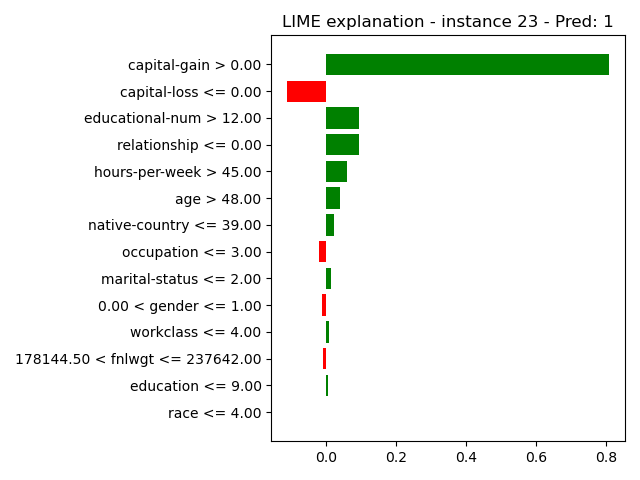 LIME explanation - instance 23 - Pred: 1
capital-gain > 0.00
capital-loss <= 0.00
educational-num > 12.00
relationship <= 0.00
hours-per-week > 45.00
age > 48.00
native-country <= 39.00
occupation <= 3.00
marital-status <= 2.00
0.00 < gender <= 1.00
workclass <= 4.00
178144.50 < fnlwgt <= 237642.00
education <= 9.00
race <= 4.00
0.0 0.2 0.4 0.6 0.8